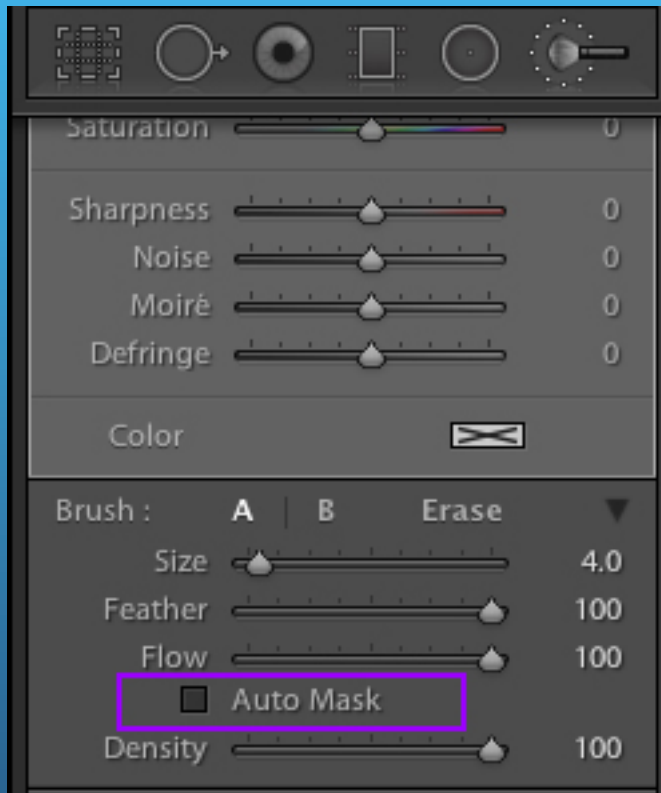 Saturation 0
Sharpness 0
Noise 0
Moiré 0
Defringe 0
Color
Brush : A | B Erase
Size 4.0
Feather 100
Flow 100
Auto Mask
Density 100